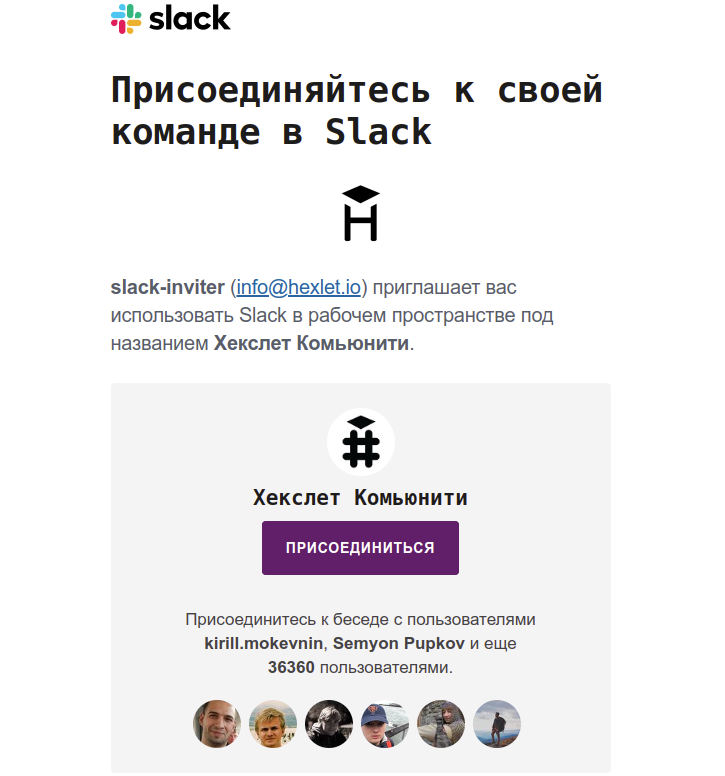 slack
Присоединяйтесь к своей
команде в Slack
slack-inviter (info@hexlet.io) приглашает вас
использовать Slack в рабочем пространстве под
названием Хекслет Комьюнити.
Хекслет Комьюнити
ПРИСОЕДИНИТЬСЯ
Присоединитесь к беседе с пользователями
kirill.mokevnin, Semyon Pupkov и еще
36360 пользователями.